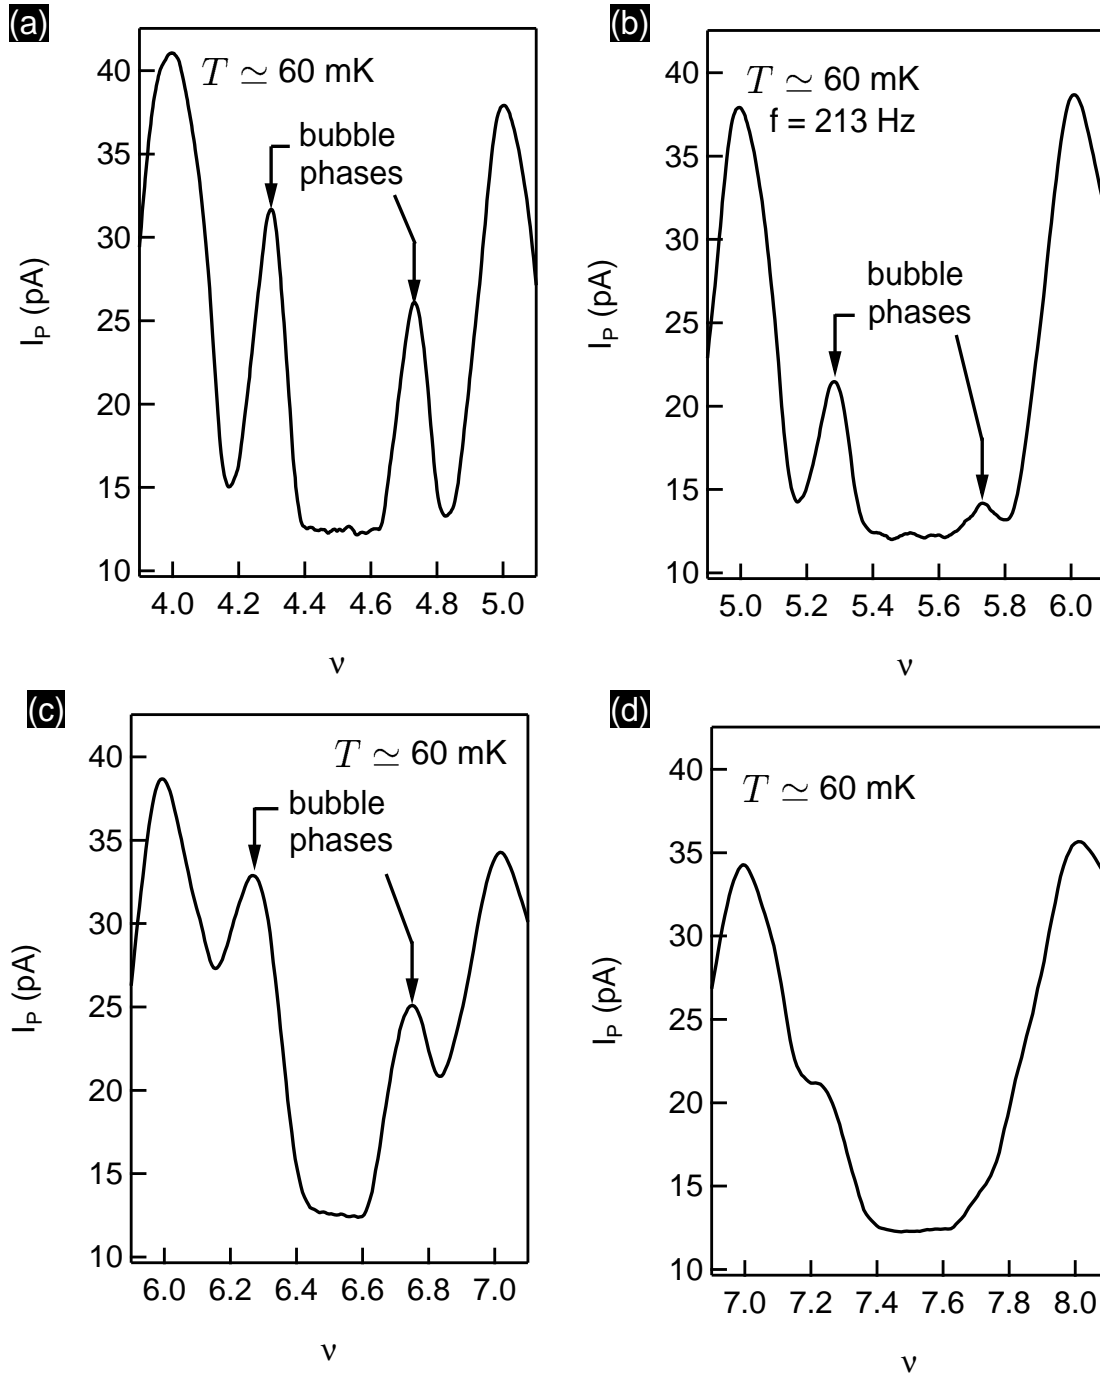 (a)
T ≃ 60 mK
bubble
phases
40
35
30
25
20
15
10
I_P (pA)
4.0 4.2 4.4 4.6 4.8 5.0
ν
(b)
T ≃ 60 mK
f = 213 Hz
bubble
phases
40
35
30
25
20
15
10
I_P (pA)
5.0 5.2 5.4 5.6 5.8 6.0
ν
(c)
T ≃ 60 mK
bubble
phases
40
35
30
25
20
15
10
I_P (pA)
6.0 6.2 6.4 6.6 6.8 7.0
ν
(d)
T ≃ 60 mK
40
35
30
25
20
15
10
I_P (pA)
7.0 7.2 7.4 7.6 7.8 8.0
ν